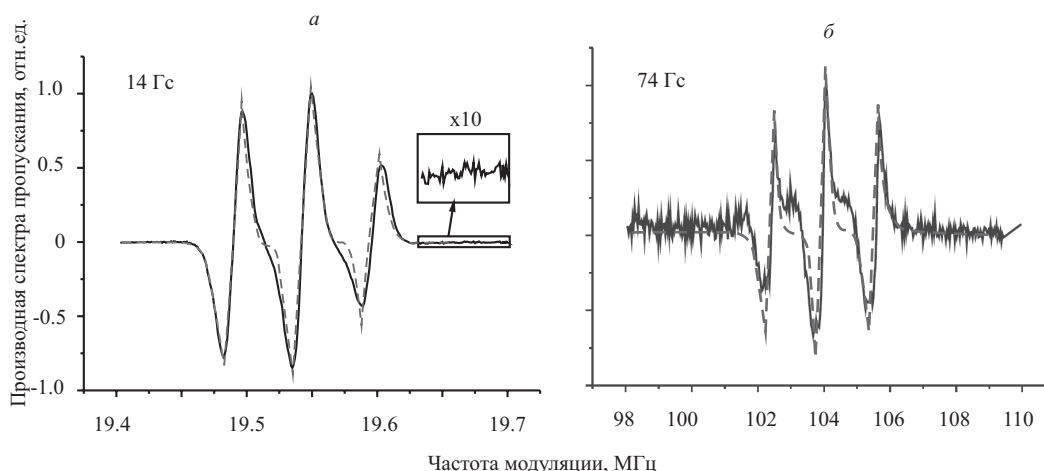 а
б
Производная спектра пропускания, отн.ед.
14 Гс
74 Гс
x10
1.0
0.5
0
-0.5
-1.0
19.4 19.5 19.6 19.7
98 100 102 104 106 108 110
Частота модуляции, МГц